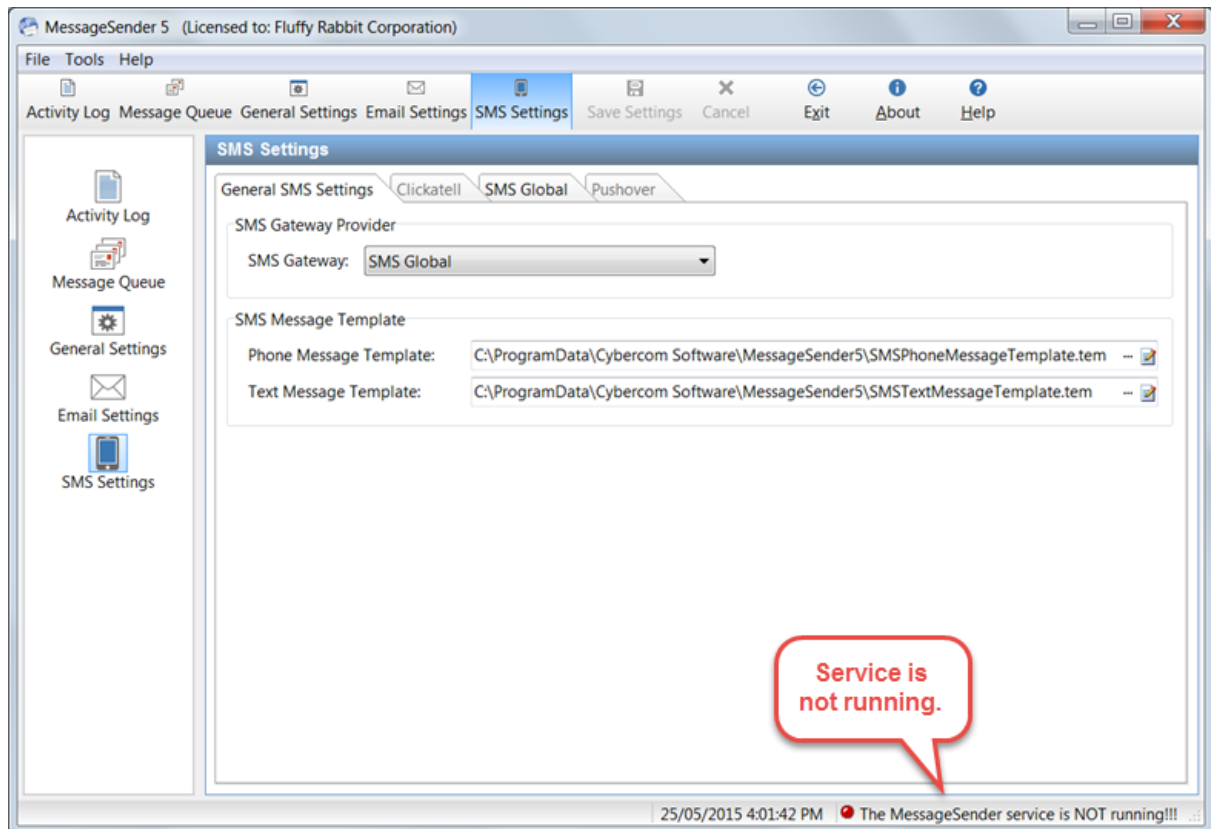 MessageSender 5 (Licensed to: Fluffy Rabbit Corporation)
File Tools Help
Activity Log Message Queue General Settings Email Settings SMS Settings Save Settings Cancel Exit About Help
SMS Settings
Activity Log
Message Queue
General Settings
Email Settings
SMS Settings
General SMS Settings Clickatell SMS Global Pushover
SMS Gateway Provider
SMS Gateway: SMS Global
SMS Message Template
Phone Message Template: C:\ProgramData\Cybercom Software\MessageSender5\SMSPhoneMessageTemplate.tem ...
Text Message Template: C:\ProgramData\Cybercom Software\MessageSender5\SMSTextMessageTemplate.tem ...
Service is
not running.
25/05/2015 4:01:42 PM The MessageSender service is NOT running!!!